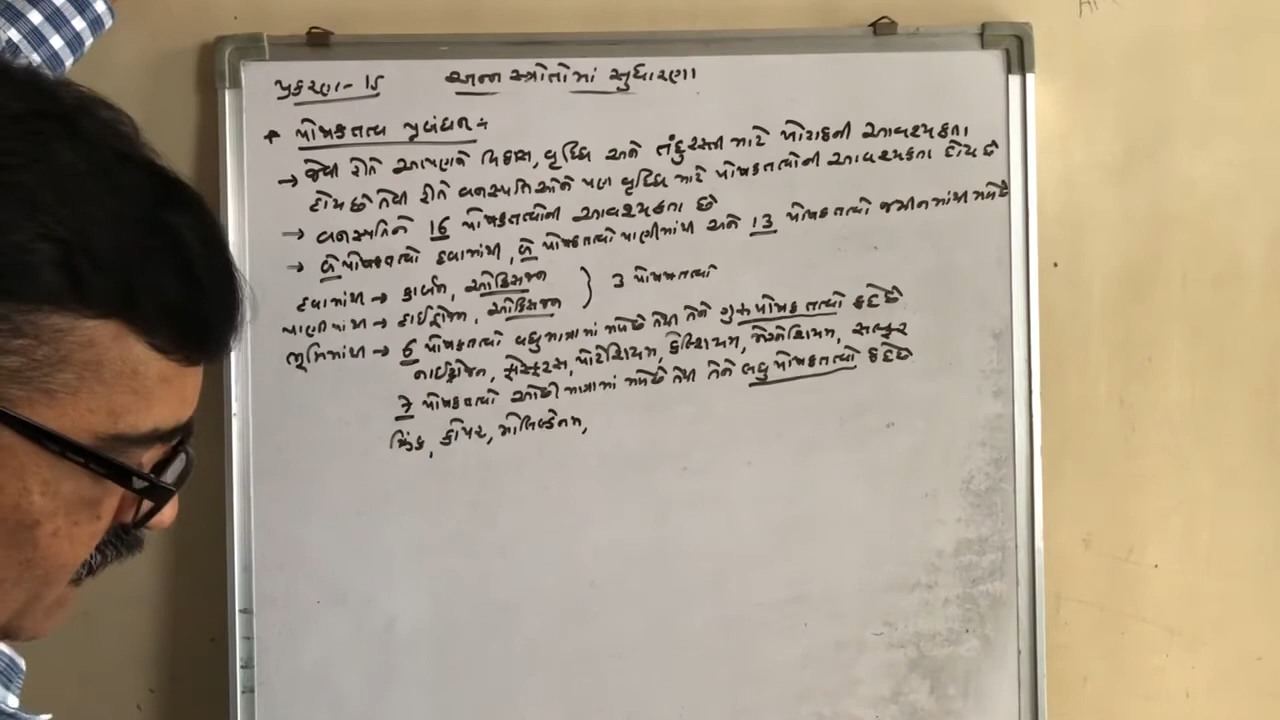 પ્રકરણ - 15 અન્ન સ્ત્રોતોમાં સુધારણા
* પોષકતત્વ પ્રબંધન :-
→ જેવી રીતે આપણને વિકાસ, વૃદ્ધિ અને તંદુરસ્તી માટે ખોરાકની આવશ્યકતા
હોય છે તેવી રીતે વનસ્પતિઓને પણ વૃદ્ધિ માટે પોષકતત્વોની આવશ્યકતા હોય છે
→ વનસ્પતિને 16 પોષકતત્વોની આવશ્યકતા છે
→ બે પોષકતત્વો હવામાંથી, બે પોષકતત્વો પાણીમાંથી અને 13 પોષકતત્વો જમીનમાંથી મળેછે
હવામાંથી → કાર્બન, ઓક્સિજન } 3 પોષકતત્વો
પાણીમાંથી → હાઈડ્રોજન, ઓક્સિજન
ભૂમિમાંથી → 6 પોષકતત્વો વધુ માત્રામાં મળેછે તેથી તેને ગુરુપોષકતત્વો કહેછે
નાઈટ્રોજન, ફોસ્ફરસ, પોટેશિયમ, કેલ્શિયમ, મેગ્નેશિયમ, સલ્ફર
7 પોષકતત્વો ઓછી માત્રામાં મળેછે તેથી તેને લઘુપોષકતત્વો કહેછે
ઝિંક, કોપર, મોલિબ્ડેનમ,